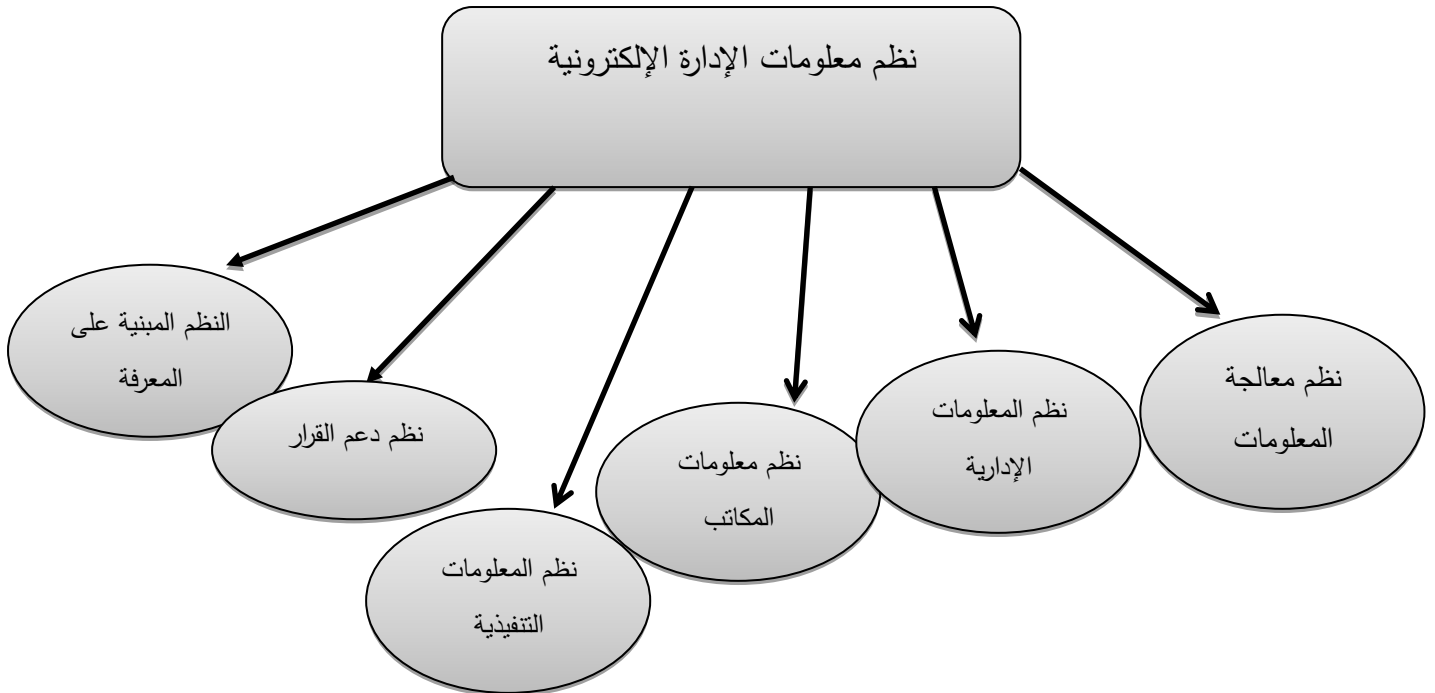 نظم معلومات الإدارة الإلكترونية
نظم معالجة
المعلومات
نظم المعلومات
الإدارية
نظم معلومات
المكاتب
نظم المعلومات
التنفيذية
نظم دعم القرار
النظم المبنية على
المعرفة